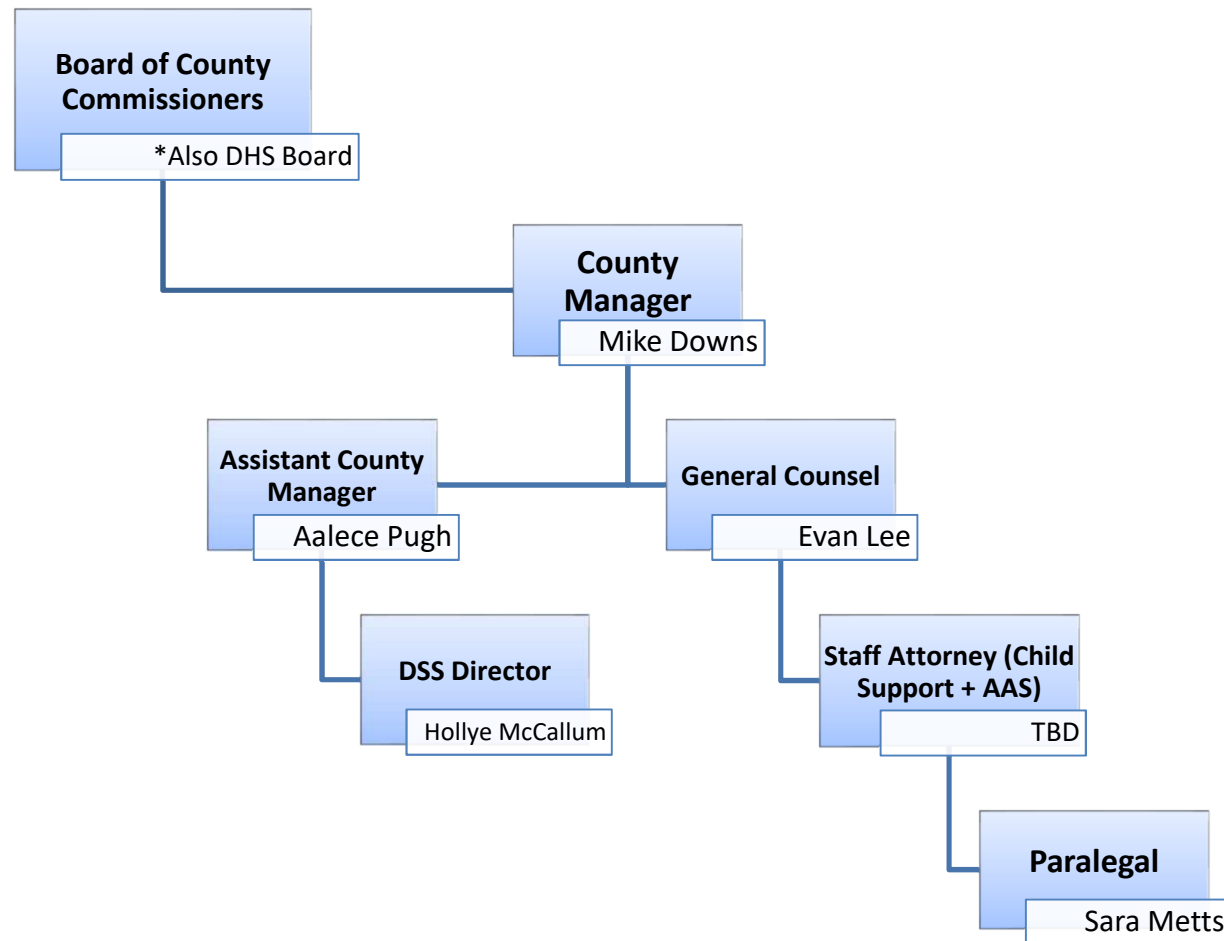 Board of County
Commissioners
*Also DHS Board
County
Manager
Mike Downs
Assistant County
Manager
Aalece Pugh
General Counsel
Evan Lee
DSS Director
Hollye McCallum
Staff Attorney (Child
Support + AAS)
TBD
Paralegal
Sara Metts